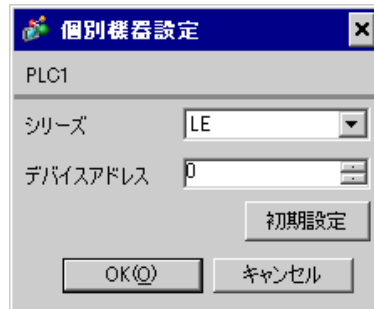 個別機器設定
PLC1
シリーズ LE
デバイスアドレス 0
初期設定
OK(O) キャンセル